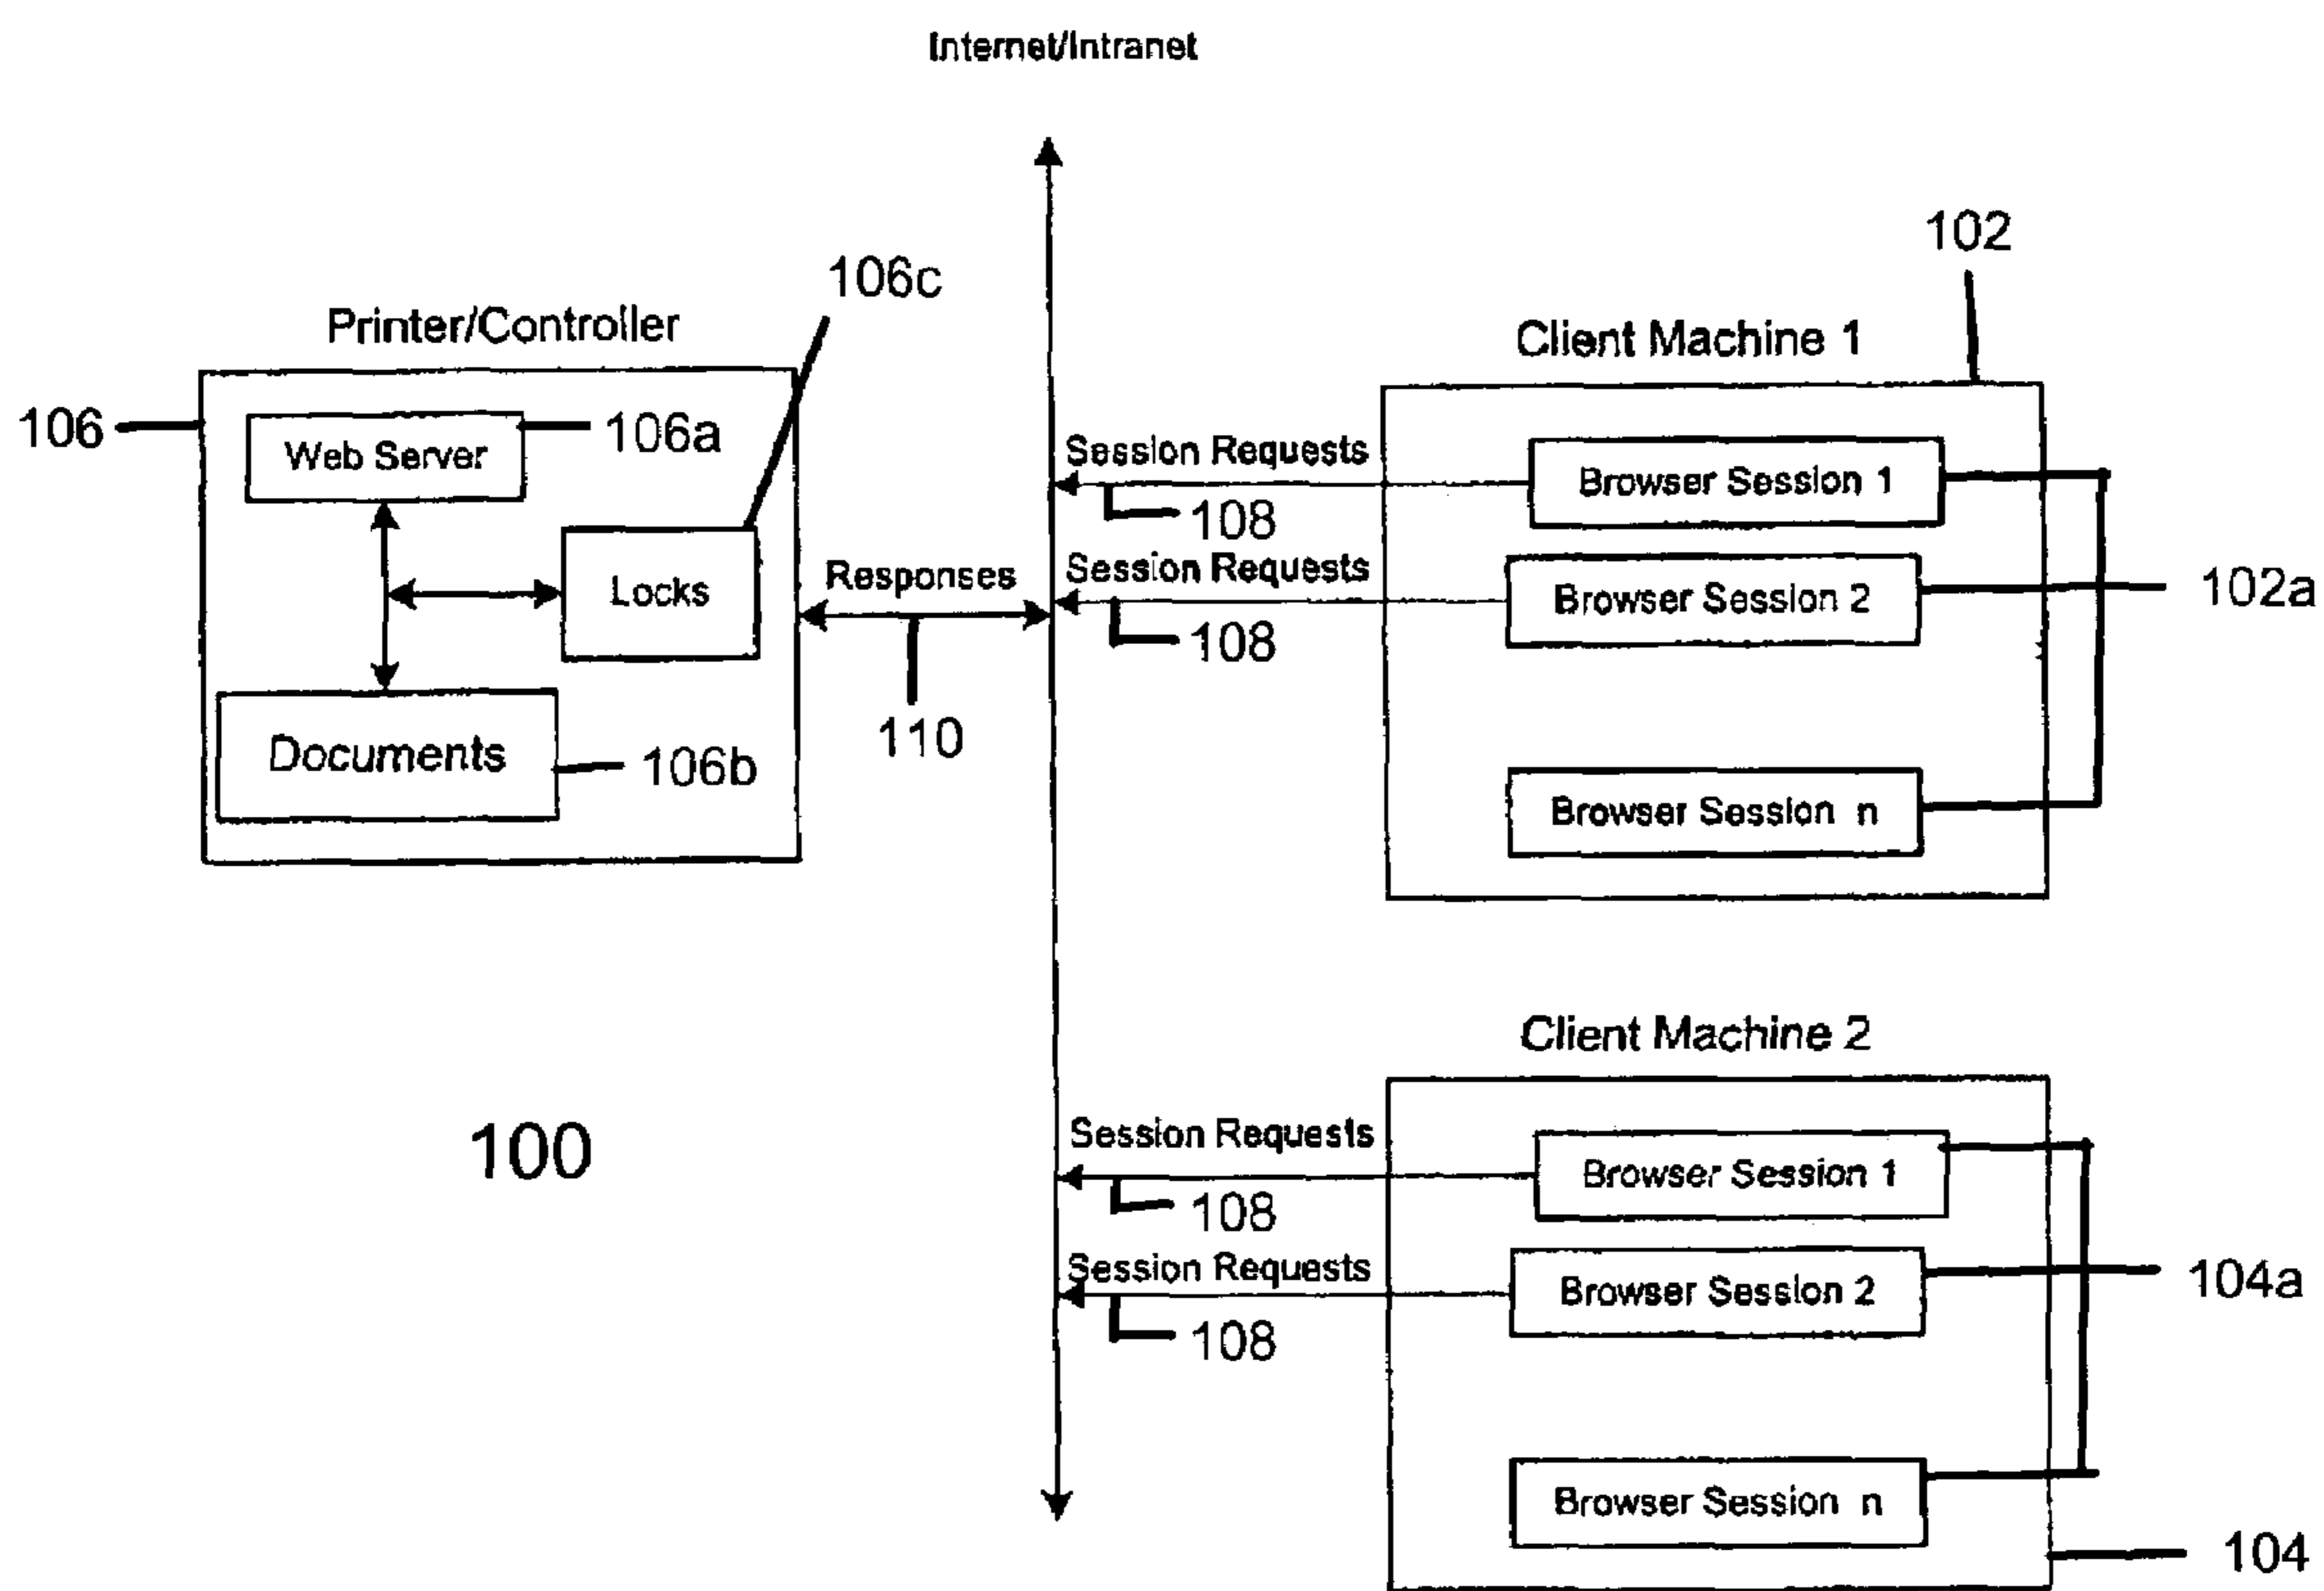 Internet/Intranet
102
106c
Printer/Controller
Client Machine 1
106
Web Server
106a
Session Requests
Browser Session 1
108
Locks
Responses
Session Requests
Browser Session 2
102a
108
110
Documents
106b
Browser Session n
Client Machine 2
100
Session Requests
Browser Session 1
108
Session Requests
Browser Session 2
104a
108
Browser Session n
104